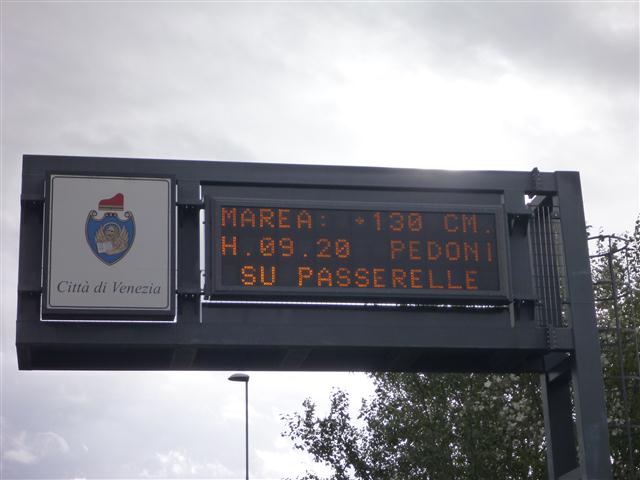 Città di Venezia
MAREA: +130 CM.
H.09.20 PEDONI
SU PASSERELLE